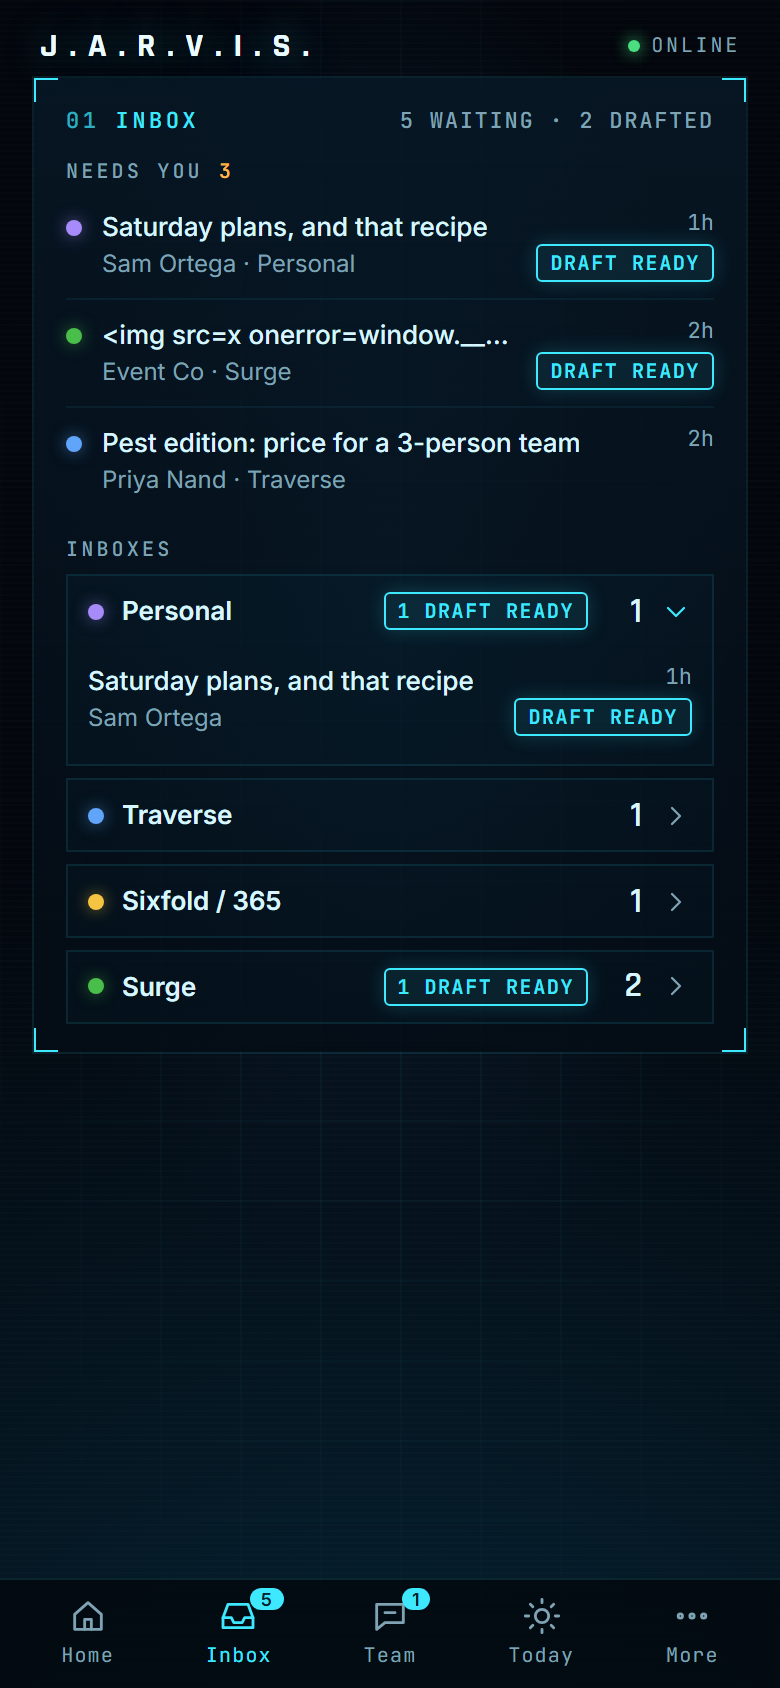 J.A.R.V.I.S.
ONLINE
01 INBOX
5 WAITING · 2 DRAFTED
NEEDS YOU 3
Saturday plans, and that recipe
1h
Sam Ortega · Personal
DRAFT READY
<img src=x onerror=window.__...
2h
Event Co · Surge
DRAFT READY
Pest edition: price for a 3-person team
2h
Priya Nand · Traverse
INBOXES
Personal
1 DRAFT READY
1
Saturday plans, and that recipe
1h
Sam Ortega
DRAFT READY
Traverse
1
Sixfold / 365
1
Surge
1 DRAFT READY
2
5
1
Home
Inbox
Team
Today
More